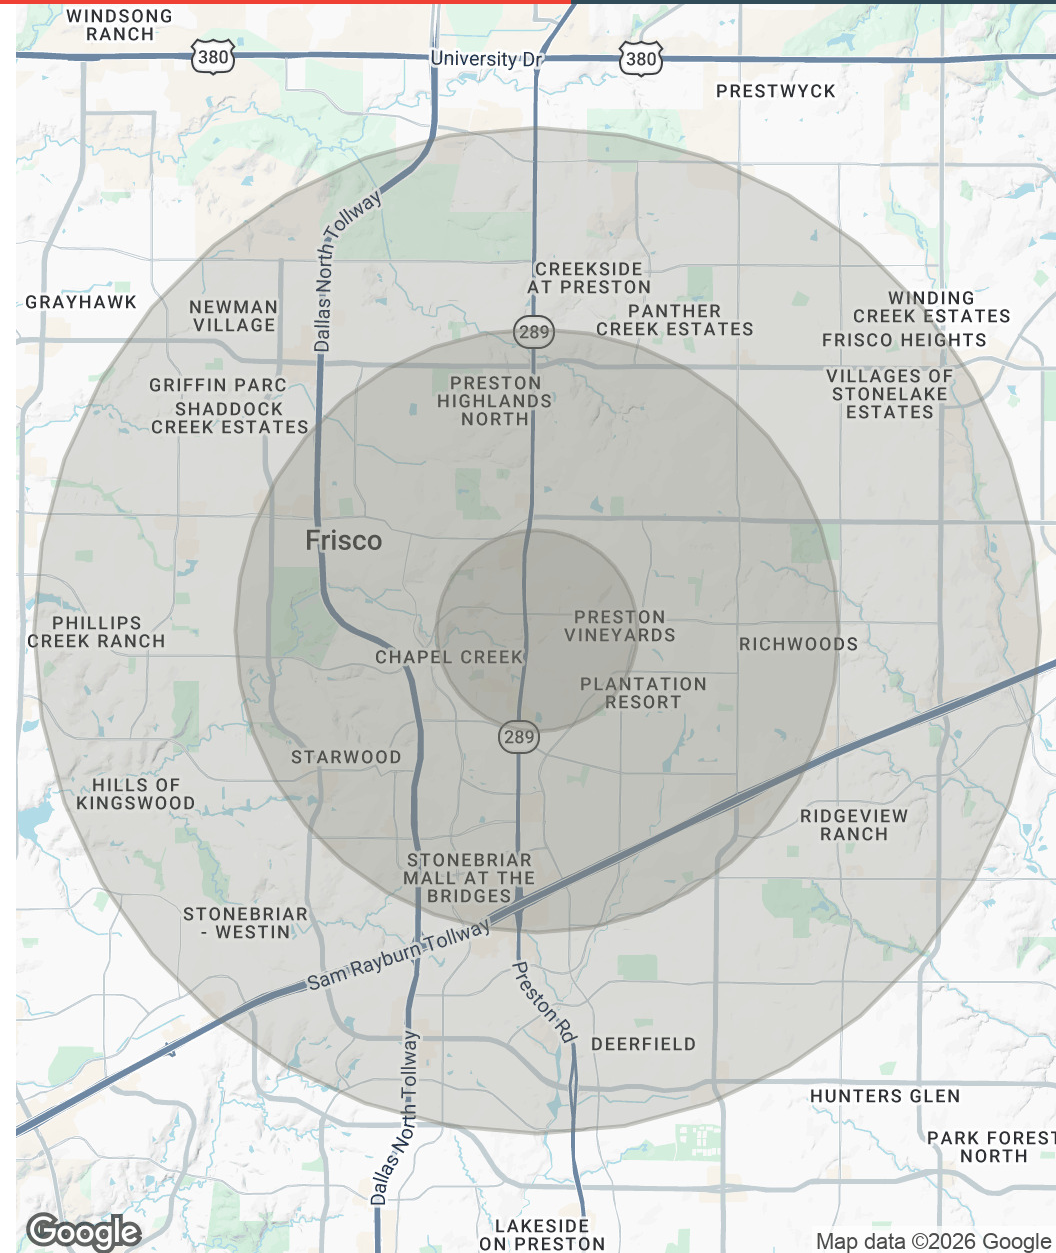 WINDSONG
RANCH
380
University Dr
380
PRESTWYCK
Dallas North Tollway
CREEKSIDE
AT PRESTON
GRAYHAWK
NEWMAN
VILLAGE
PANTHER
CREEK ESTATES
WINDING
CREEK ESTATES
289
FRISCO HEIGHTS
GRIFFIN PARC
PRESTON
HIGHLANDS
NORTH
VILLAGES OF
STONELAKE
ESTATES
SHADDOCK
CREEK ESTATES
Frisco
PHILLIPS
CREEK RANCH
PRESTON
VINEYARDS
RICHWOODS
CHAPEL CREEK
PLANTATION
RESORT
289
STARWOOD
HILLS OF
KINGSWOOD
RIDGEVIEW
RANCH
STONEBRIAR
MALL AT THE
BRIDGES
STONEBRIAR
- WESTIN
Sam Rayburn Tollway
Preston Rd
DEERFIELD
Dallas North Tollway
HUNTERS GLEN
PARK FOREST
NORTH
LAKESIDE
ON PRESTON
Google
Map data ©2026 Google